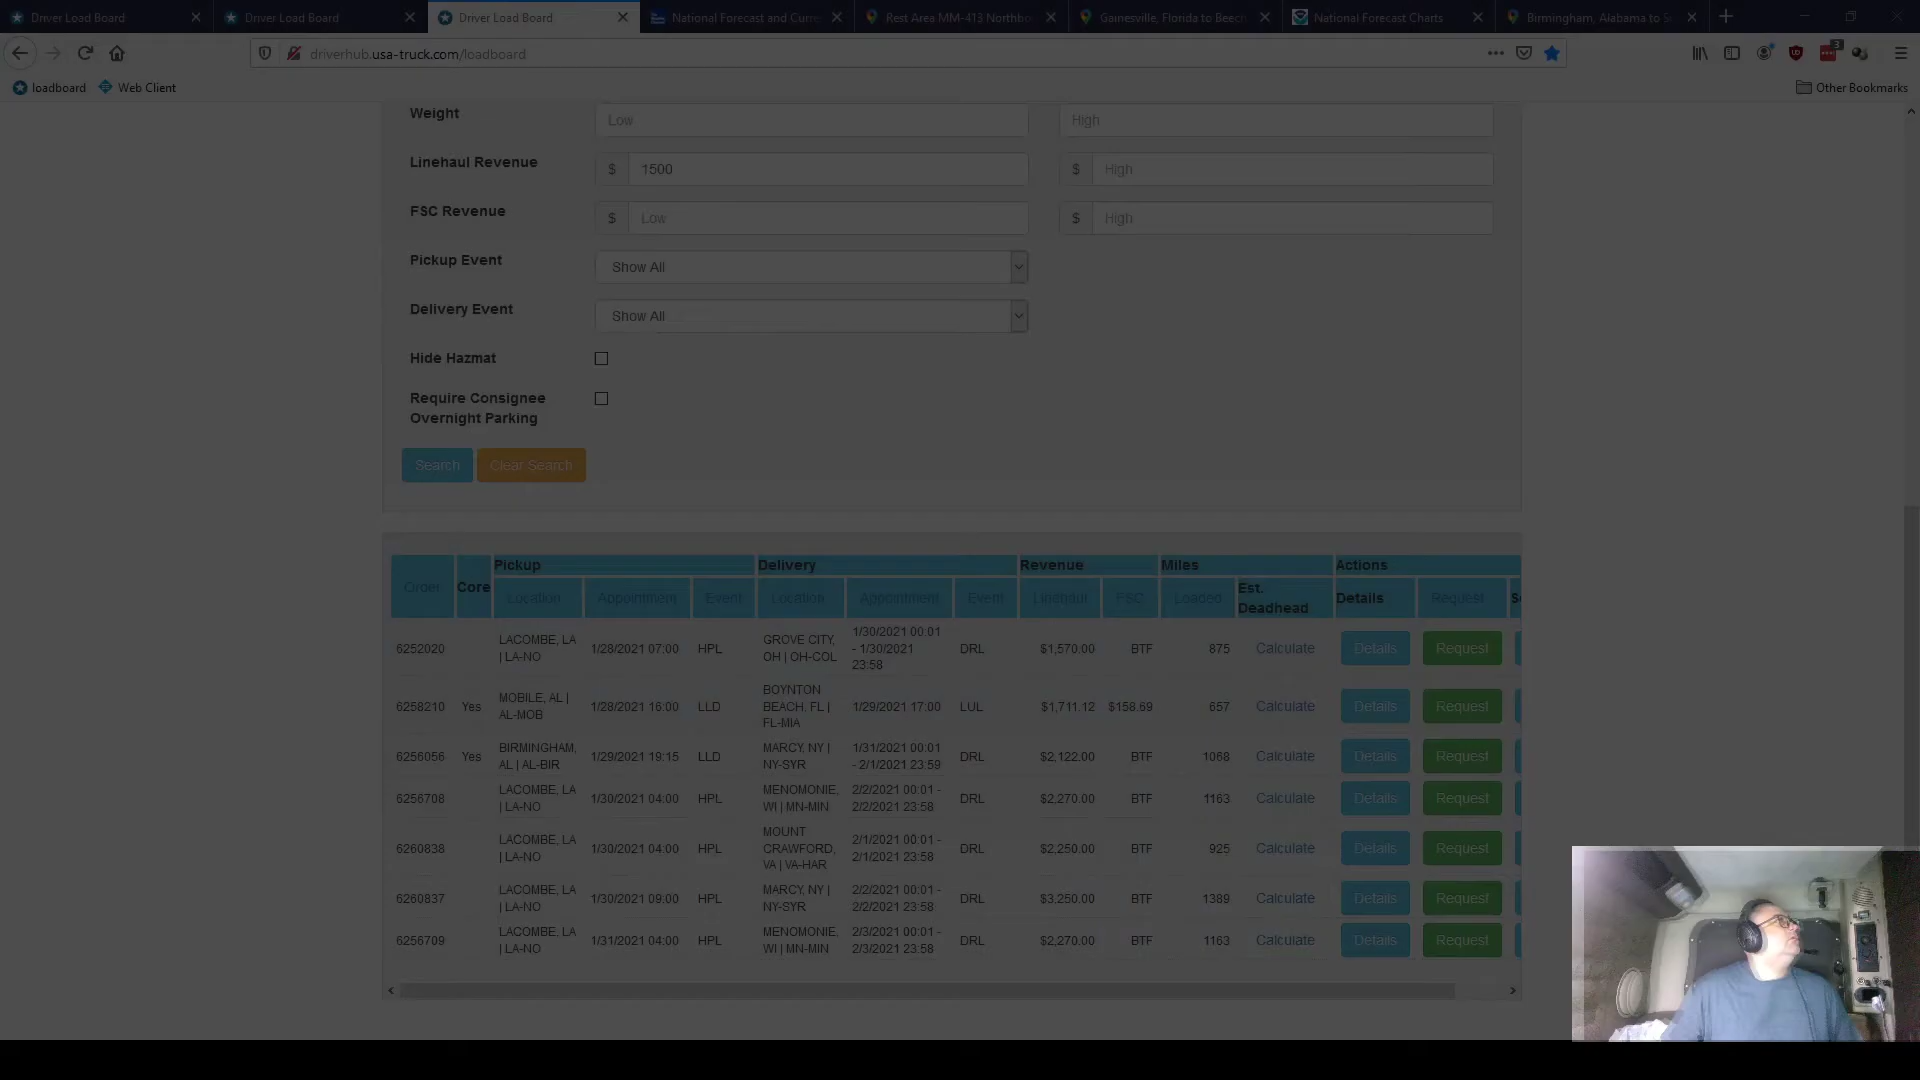 Driver Load Board
Driver Load Board
Driver Load Board
National Forecast and Curre
Rest Area MM-413 Northbo
Gainesville, Florida to Beech
National Forecast Charts
Birmingham, Alabama to S
driverhub.usa-truck.com/loadboard
3
loadboard
Web Client
Other Bookmarks
Weight
Low
High
Linehaul Revenue
$ 1500
$ High
FSC Revenue
$ Low
$ High
Pickup Event
Show All
Delivery Event
Show All
Hide Hazmat
Require Consignee
Overnight Parking
Search
Clear Search
Order
Core
Pickup
Delivery
Revenue
Miles
Actions
Location
Appointment
Event
Location
Appointment
Event
Linehaul
FSC
Loaded
Est.
Deadhead
Details
Request
6252020
LACOMBE, LA
| LA-NO
1/28/2021 07:00
HPL
GROVE CITY,
OH | OH-COL
1/30/2021 00:01
- 1/30/2021
23:58
DRL
$1,570.00
BTF
875
Calculate
Details
Request
6258210
Yes
MOBILE, AL |
AL-MOB
1/28/2021 16:00
LLD
BOYNTON
BEACH, FL |
FL-MIA
1/29/2021 17:00
LUL
$1,711.12
$158.69
657
Calculate
Details
Request
6256056
Yes
BIRMINGHAM,
AL | AL-BIR
1/29/2021 19:15
LLD
MARCY, NY |
NY-SYR
1/31/2021 00:01
- 2/1/2021 23:59
DRL
$2,122.00
BTF
1068
Calculate
Details
Request
6256708
LACOMBE, LA
| LA-NO
1/30/2021 04:00
HPL
MENOMONIE,
WI | MN-MIN
2/2/2021 00:01 -
2/2/2021 23:58
DRL
$2,270.00
BTF
1163
Calculate
Details
Request
6260838
LACOMBE, LA
| LA-NO
1/30/2021 04:00
HPL
MOUNT
CRAWFORD,
VA | VA-HAR
2/1/2021 00:01 -
2/1/2021 23:58
DRL
$2,250.00
BTF
925
Calculate
Details
Request
6260837
LACOMBE, LA
| LA-NO
1/30/2021 09:00
HPL
MARCY, NY |
NY-SYR
2/2/2021 00:01 -
2/2/2021 23:58
DRL
$3,250.00
BTF
1389
Calculate
Details
Request
6256709
LACOMBE, LA
| LA-NO
1/31/2021 04:00
HPL
MENOMONIE,
WI | MN-MIN
2/3/2021 00:01 -
2/3/2021 23:58
DRL
$2,270.00
BTF
1163
Calculate
Details
Request